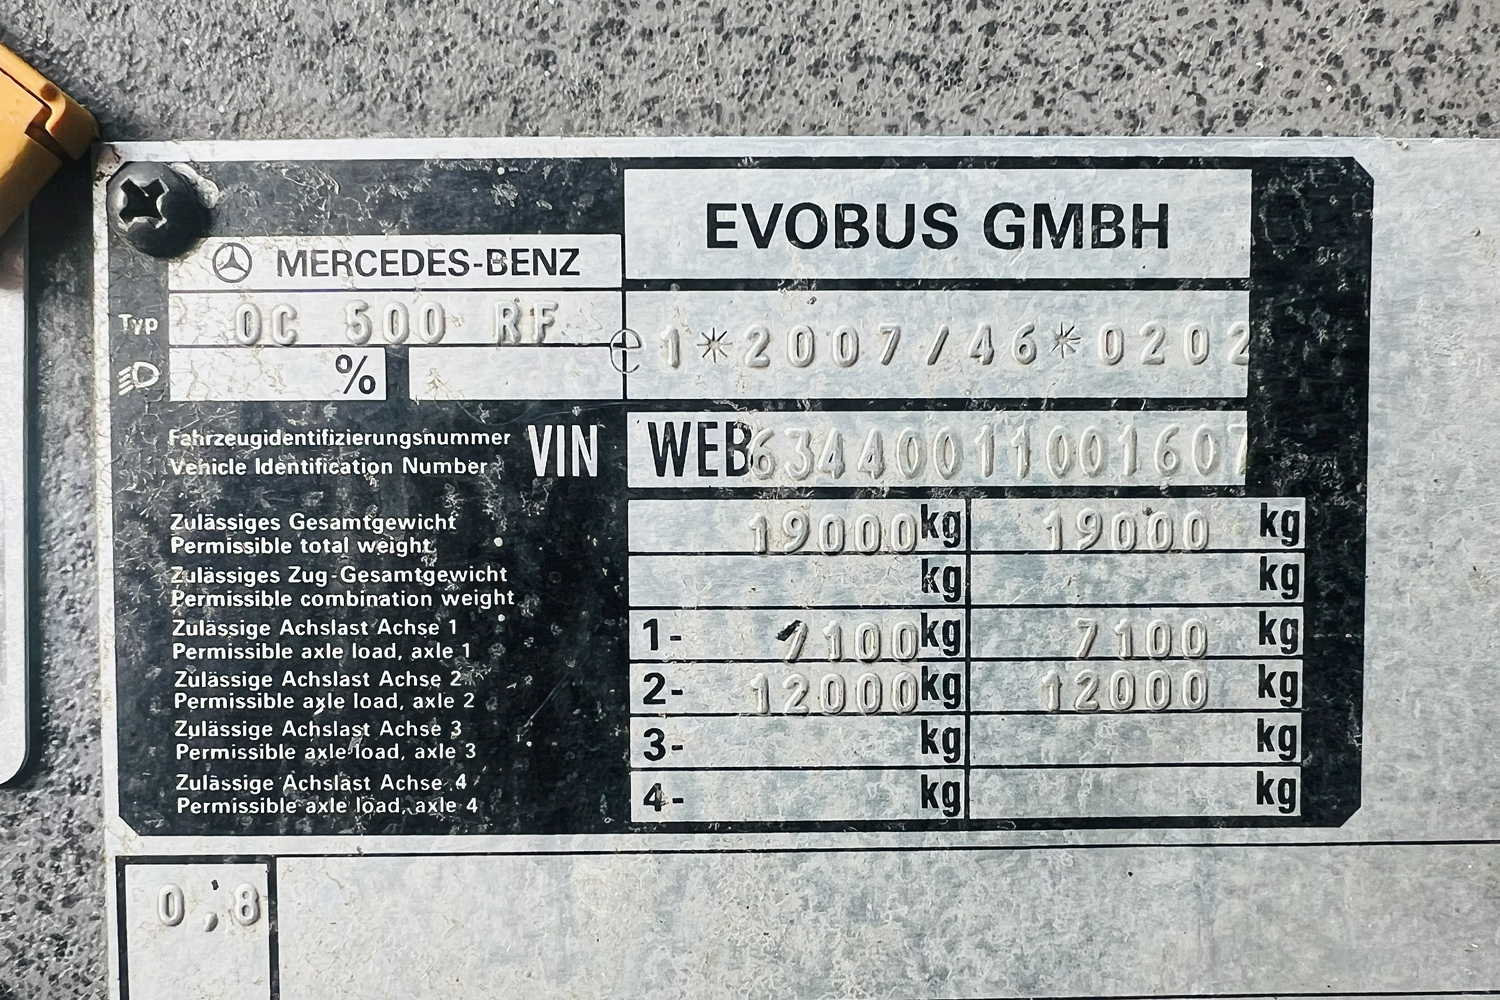 EVOBUS GMBH
MERCEDES-BENZ
Typ OC 500 RF
e1*2007/46*0202
%
Fahrzeugidentifizierungsnummer
Vehicle Identification Number
VIN WEB63440011001607
Zulässiges Gesamtgewicht
Permissible total weight
19000 kg 19000 kg
Zulässiges Zug-Gesamtgewicht
Permissible combination weight
kg kg
Zulässige Achslast Achse 1
Permissible axle load, axle 1
1- 7100 kg 7100 kg
Zulässige Achslast Achse 2
Permissible axle load, axle 2
2- 12000 kg 12000 kg
Zulässige Achslast Achse 3
Permissible axle load, axle 3
3- kg kg
Zulässige Achslast Achse 4
Permissible axle load, axle 4
4- kg kg
0,8